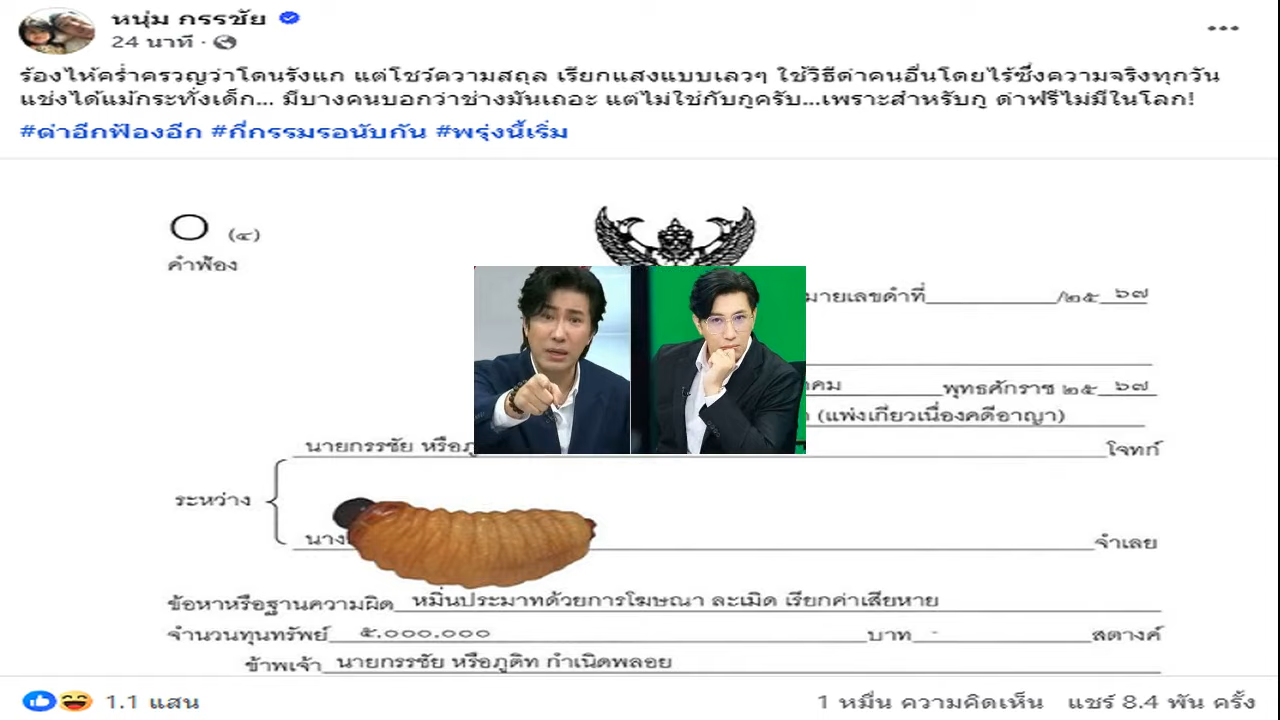 หนุ่ม กรรชัย
24 นาที ·
ร้องไห้คร่ำครวญว่าโดนรังแก แต่โชว์ความสถุล เรียกแสงแบบเลวๆ ใช้วิธีด่าคนอื่นโดยไร้ซึ่งความจริงทุกวัน
แช่งได้แม้กระทั่งเด็ก... มีบางคนบอกว่าช่างมันเถอะ แต่ไม่ใช่กับกูครับ...เพราะสำหรับกู ด่าฟรีไม่มีในโลก!
#ด่าอีกฟ้องอีก #กี่กรรมรอนับกัน #พรุ่งนี้เริ่ม
O (๔)
คำฟ้อง
มายเลขดำที่ /๒๕ ๖๗
าคม พุทธศักราช ๒๕ ๖๗
(แพ่งเกี่ยวเนื่องคดีอาญา)
นายกรรชัย หรือภู โจทก์
ระหว่าง
นาง จำเลย
ข้อหาหรือฐานความผิด หมิ่นประมาทด้วยการโฆษณา ละเมิด เรียกค่าเสียหาย
จำนวนทุนทรัพย์ ๕.๐๐๐.๐๐๐ บาท - สตางค์
ข้าพเจ้า นายกรรชัย หรือภูดิท กำเนิดพลอย
1.1 แสน 1 หมื่น ความคิดเห็น แชร์ 8.4 พัน ครั้ง